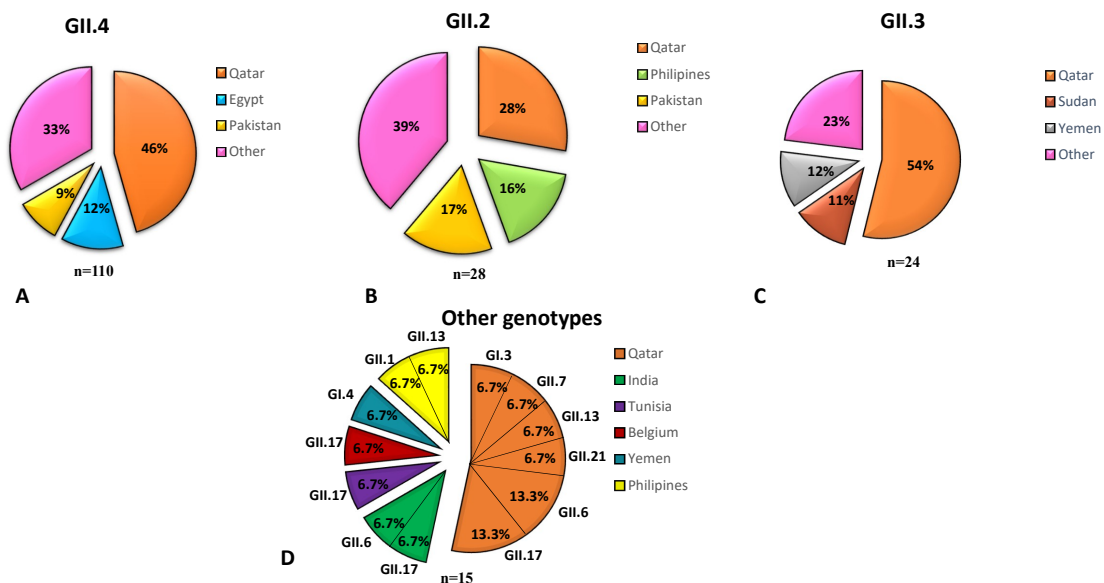 GII.4
Qatar
Egypt
Pakistan
Other
46%
12%
9%
33%
n=110
A
GII.2
Qatar
Philipines
Pakistan
Other
28%
16%
17%
39%
n=28
B
GII.3
Qatar
Sudan
Yemen
Other
54%
11%
12%
23%
n=24
C
Other genotypes
Qatar
India
Tunisia
Belgium
Yemen
Philipines
GI.3
6.7%
GII.7
6.7%
GII.13
6.7%
GII.21
6.7%
GII.6
13.3%
GII.17
13.3%
GII.17
6.7%
GII.6
6.7%
GII.17
6.7%
GII.17
6.7%
GI.4
6.7%
GII.1
6.7%
GII.13
6.7%
n=15
D